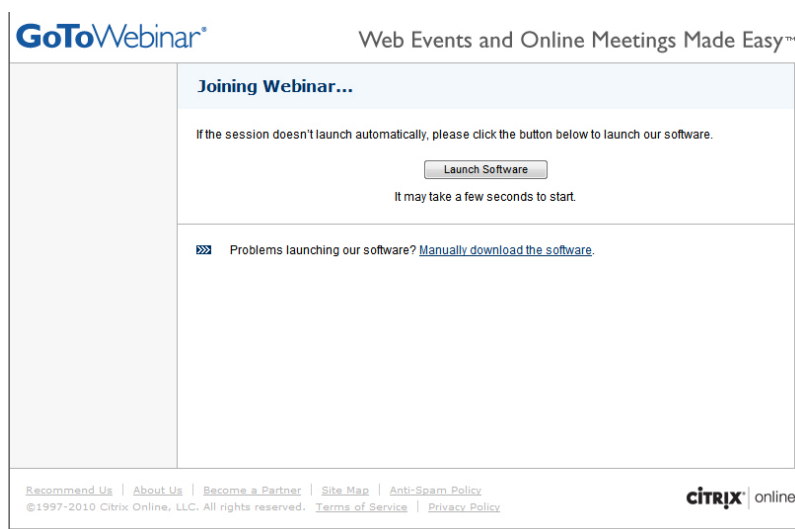 GoToWebinar®
Web Events and Online Meetings Made Easy™
Joining Webinar...
If the session doesn't launch automatically, please click the button below to launch our software.
Launch Software
It may take a few seconds to start.
Problems launching our software? Manually download the software.
Recommend Us | About Us | Become a Partner | Site Map | Anti-Spam Policy
©1997-2010 Citrix Online, LLC. All rights reserved. Terms of Service | Privacy Policy
CİTRIX® | online